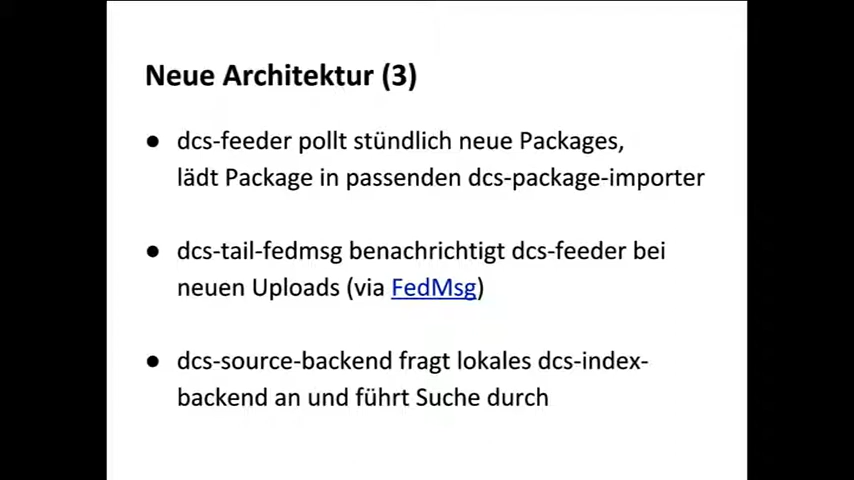 Neue Architektur (3)
● dcs-feeder pollt stündlich neue Packages,
lädt Package in passenden dcs-package-importer
● dcs-tail-fedmsg benachrichtigt dcs-feeder bei
neuen Uploads (via FedMsg)
● dcs-source-backend fragt lokales dcs-index-
backend an und führt Suche durch